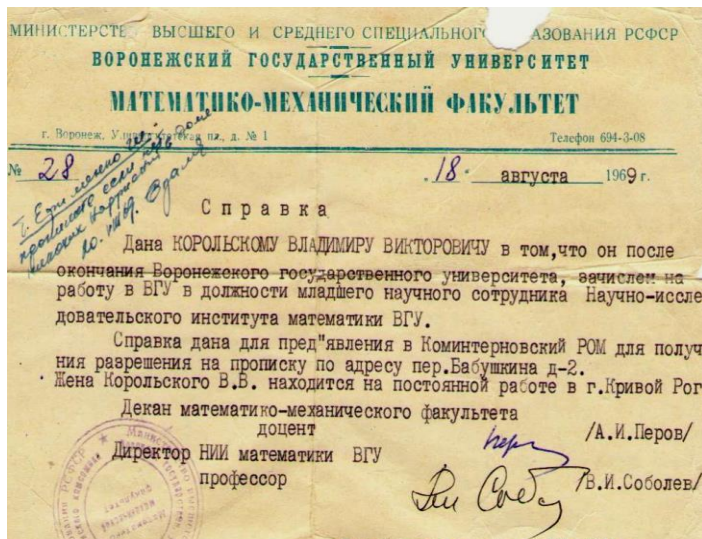 МИНИСТЕРСТВО ВЫСШЕГО И СРЕДНЕГО СПЕЦИАЛЬНОГО АЗОВАНИЯ РСФСР
ВОРОНЕЖСКИЙ ГОСУДАРСТВЕННЫЙ УНИВЕРСИТЕТ
МАТЕМАТИКО-МЕХАНИЧЕСКИЙ ФАКУЛЬТЕТ
г. Воронеж, Университетская пл., д. № 1 Телефон 694-3-08
№ 28 „18“ августа 1969 г.
Справка
Дана КОРОЛЬСКОМУ ВЛАДИМИРУ ВИКТОРОВИЧУ в том,что он после
окончания Воронежского государственного университета, зачислен на
работу в ВГУ в должности младшего научного сотрудника Научно-иссле
довательского института математики ВГУ.
Справка дана для пред"явления в Коминтерновский РОМ для получ
ния разрешения на прописку по адресу пер.Бабушкина д-2.
Жена Корольского В.В. находится на постоянной работе в г.Кривой Рог
Декан математико-механического факультета
доцент /А.И.Перов/
Директор НИИ математики ВГУ
профессор /В.И.Соболев/